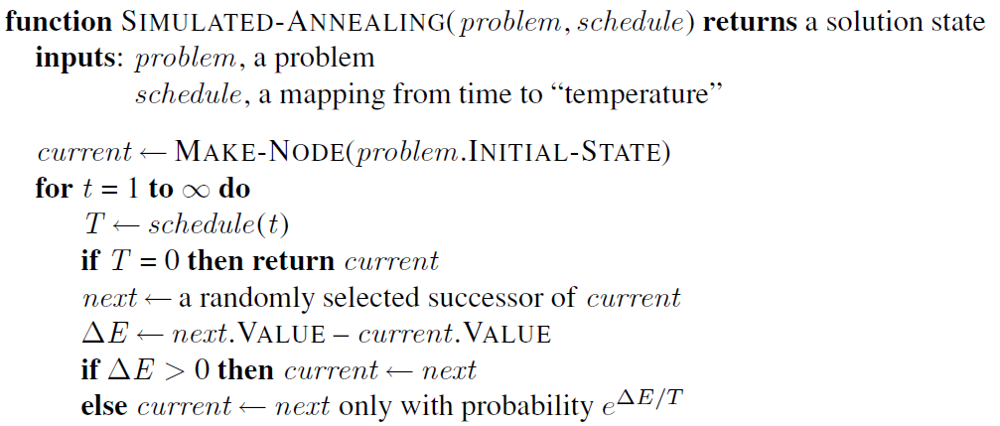 function SIMULATED-ANNEALING(problem, schedule) returns a solution state
inputs: problem, a problem
schedule, a mapping from time to “temperature”
current ← MAKE-NODE(problem.INITIAL-STATE)
for t = 1 to ∞ do
T ← schedule(t)
if T = 0 then return current
next ← a randomly selected successor of current
ΔE ← next.VALUE – current.VALUE
if ΔE > 0 then current ← next
else current ← next only with probability e^{ΔE/T}